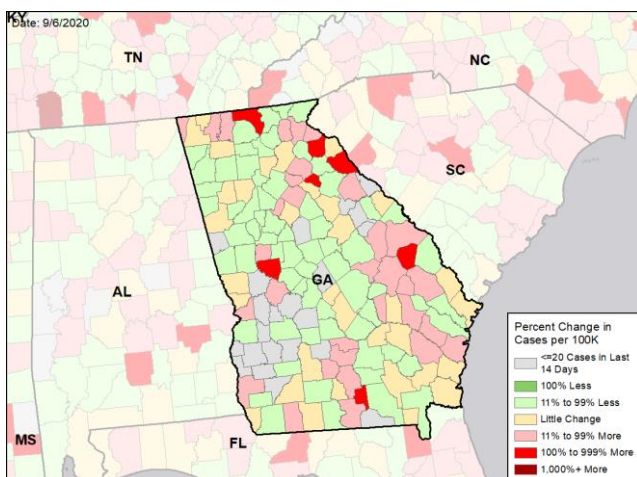 KY
Date: 9/6/2020
TN
NC
SC
AL
GA
MS
FL
Percent Change in
Cases per 100K
<=20 Cases in Last
14 Days
100% Less
11% to 99% Less
Little Change
11% to 99% More
100% to 999% More
1,000%+ More